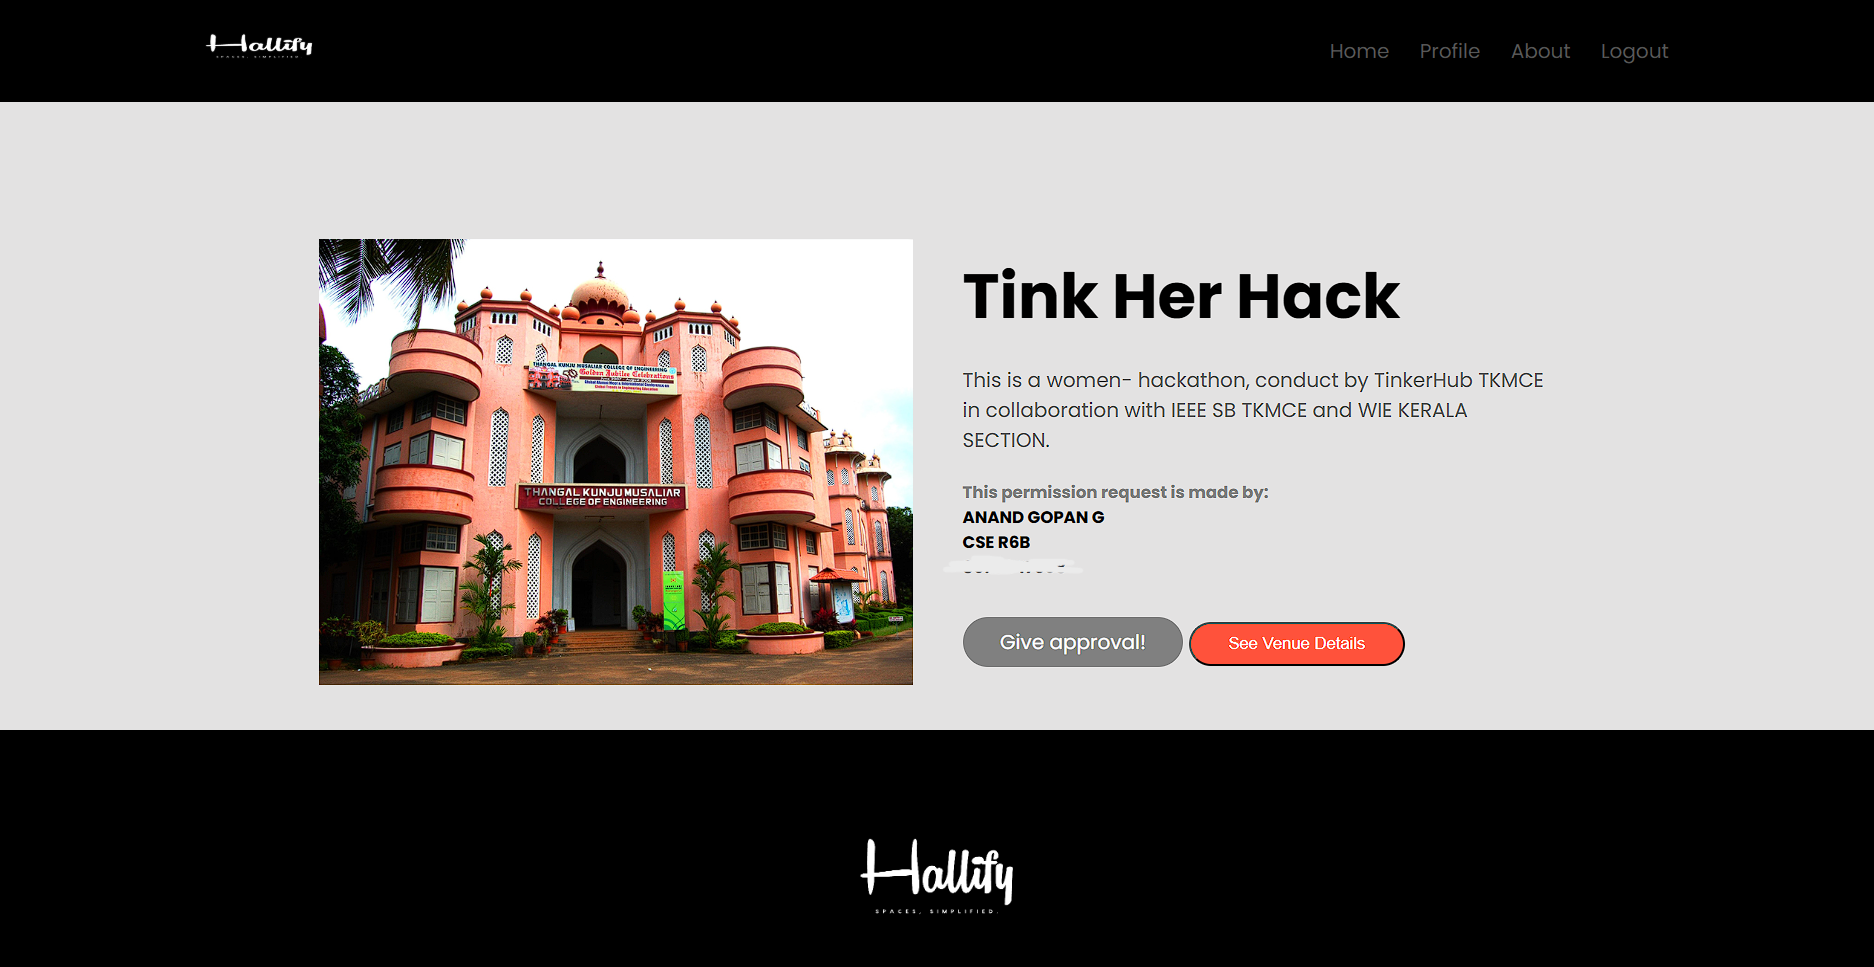 Hallify
SPACES, SIMPLIFIED.
Home Profile About Logout
THANGAL KUNJU MUSALIAR COLLEGE OF ENGINEERING
Golden Jubilee Celebrations
THANGAL KUNJU MUSALIAR
COLLEGE OF ENGINEERING
Tink Her Hack
This is a women- hackathon, conduct by TinkerHub TKMCE
in collaboration with IEEE SB TKMCE and WIE KERALA
SECTION.
This permission request is made by:
ANAND GOPAN G
CSE R6B
Give approval! See Venue Details
Hallify
SPACES, SIMPLIFIED.